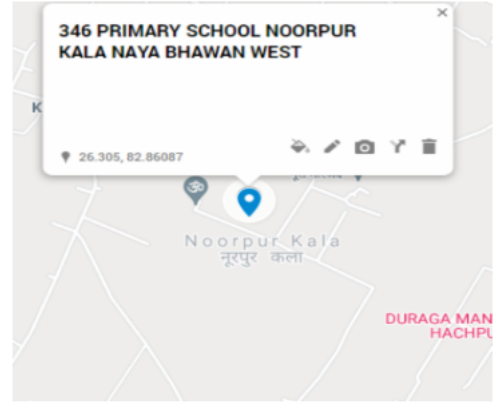 346 PRIMARY SCHOOL NOORPUR
KALA NAYA BHAWAN WEST
K
26.305, 82.86087
ॐ
Noorpur Kala
नूरपुर कला
DURAGA MAN
HACHPU